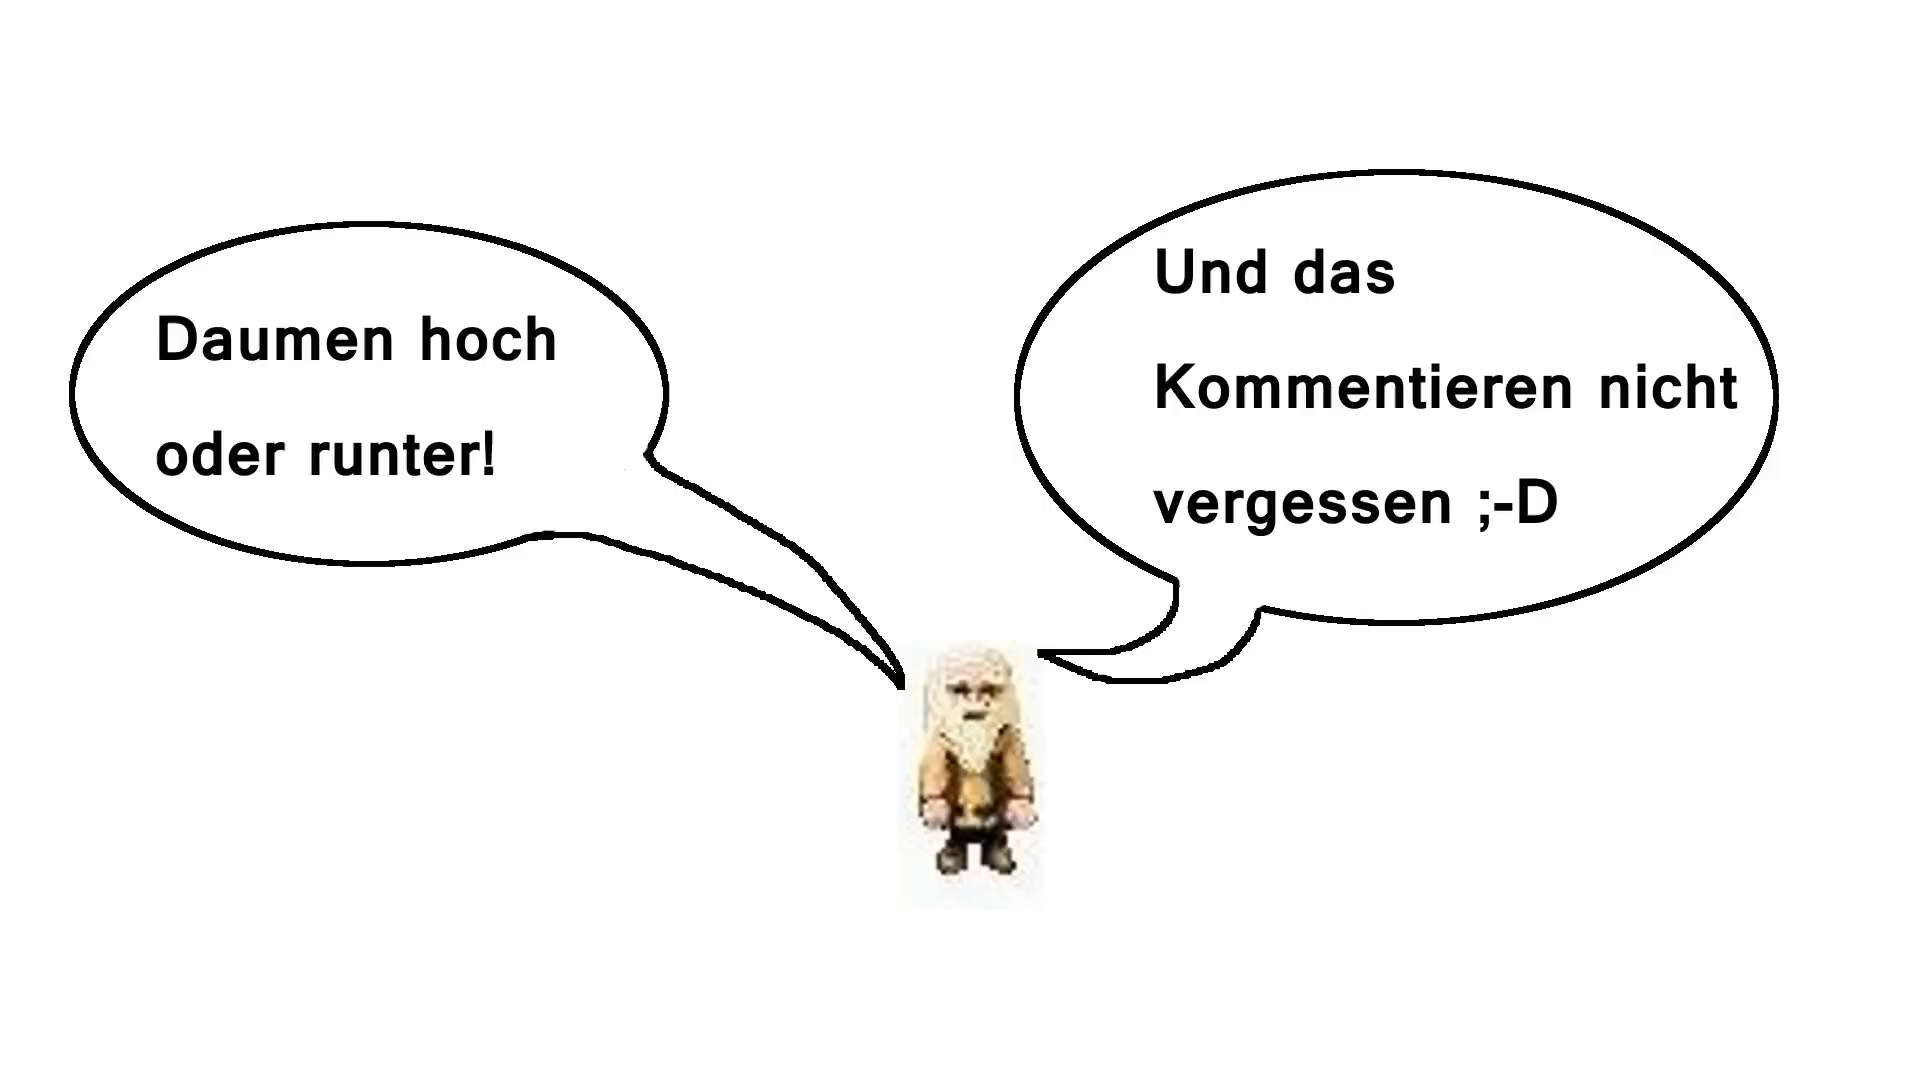 Daumen hoch
oder runter!
Und das
Kommentieren nicht
vergessen ;-D